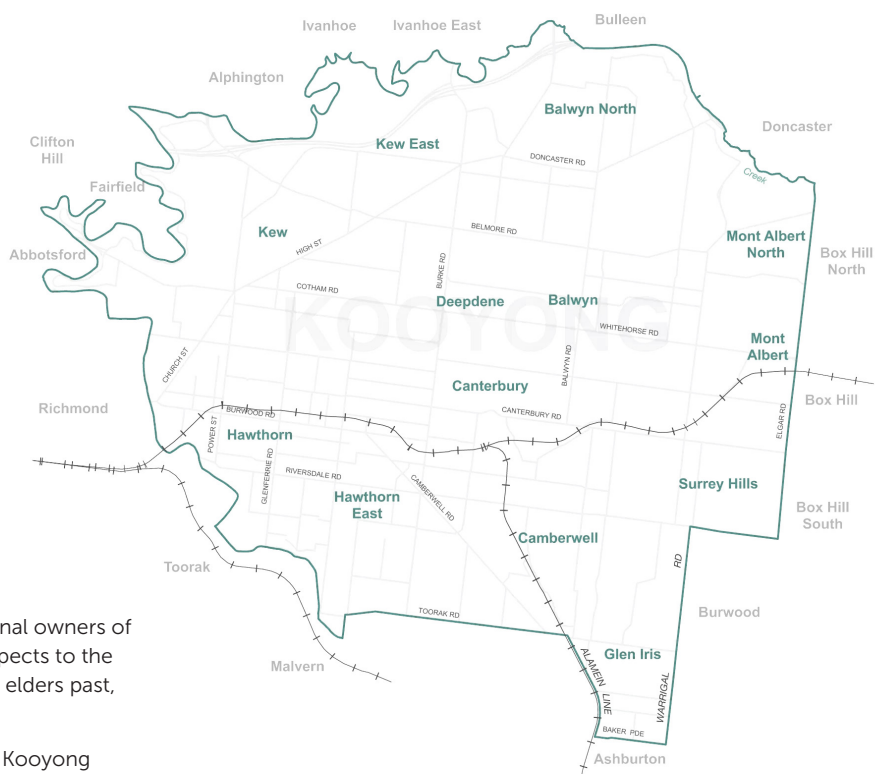 Ivanhoe
Ivanhoe East
Bulleen
Alphington
Balwyn North
Doncaster
Clifton
Hill
Kew East
DONCASTER RD
Creek
Fairfield
Kew
BELMORE RD
HIGH ST
Mont Albert
North
Abbotsford
BURKE RD
Box Hill
North
COTHAM RD
Deepdene
Balwyn
KOOYONG
WHITEHORSE RD
CHURCH ST
BALWYN RD
Mont
Albert
Canterbury
Richmond
BURWOOD RD
CANTERBURY RD
Box Hill
POWER ST
Hawthorn
ELGAR RD
GLENFERRIE RD
RIVERSDALE RD
CAMBERWELL RD
Surrey Hills
Hawthorn
East
Box Hill
South
Camberwell
Toorak
RD
TOORAK RD
Burwood
nal owners of
pects to the
elders past,
Malvern
Glen Iris
ALAMEIN LINE
WARRIGAL
BAKER PDE
Kooyong
Ashburton